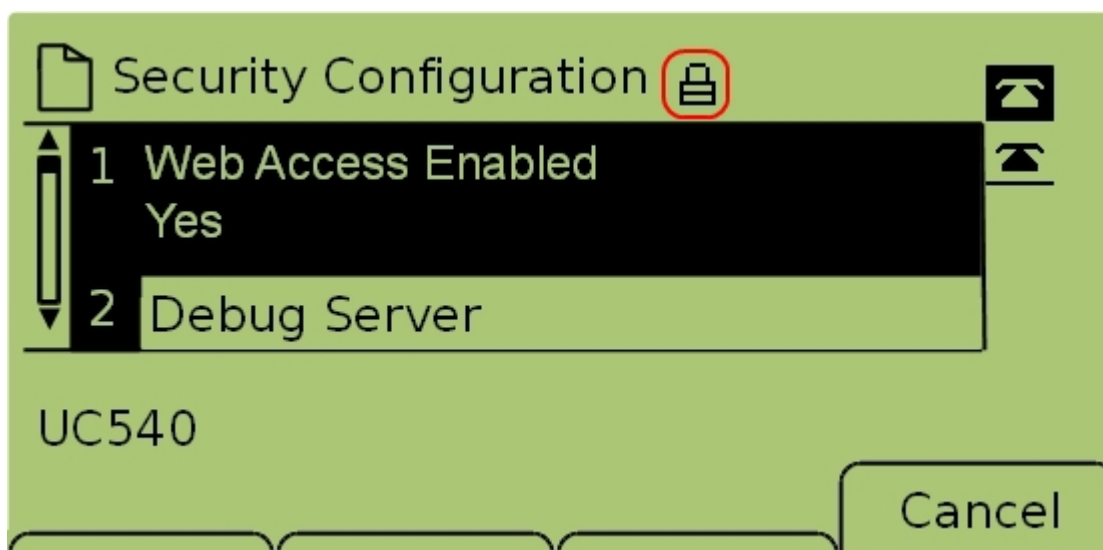 Security Configuration
1 Web Access Enabled
Yes
2 Debug Server
UC540
Cancel